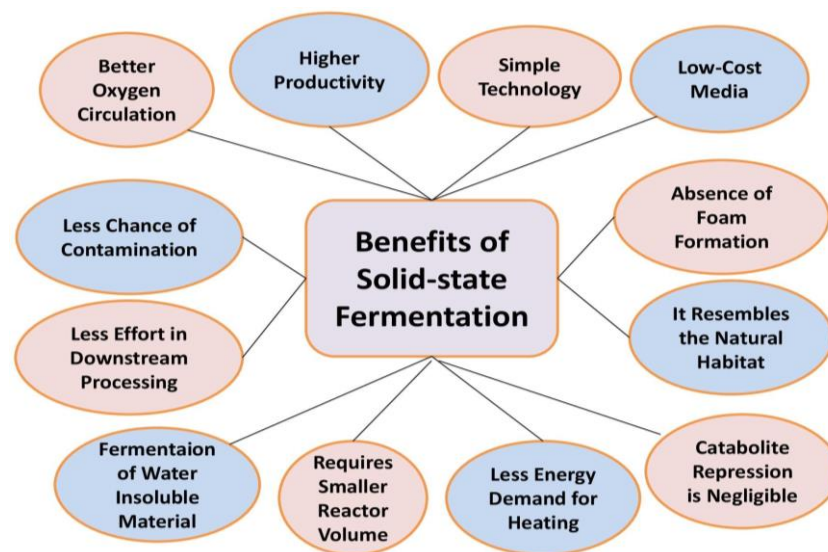 Better
Oxygen
Circulation
Higher
Productivity
Simple
Technology
Low-Cost
Media
Less Chance of
Contamination
Benefits of
Solid-state
Fermentation
Absence of
Foam
Formation
Less Effort in
Downstream
Processing
It Resembles
the Natural
Habitat
Fermentaion
of Water
Insoluble
Material
Requires
Smaller
Reactor
Volume
Less Energy
Demand for
Heating
Catabolite
Repression
is Negligible